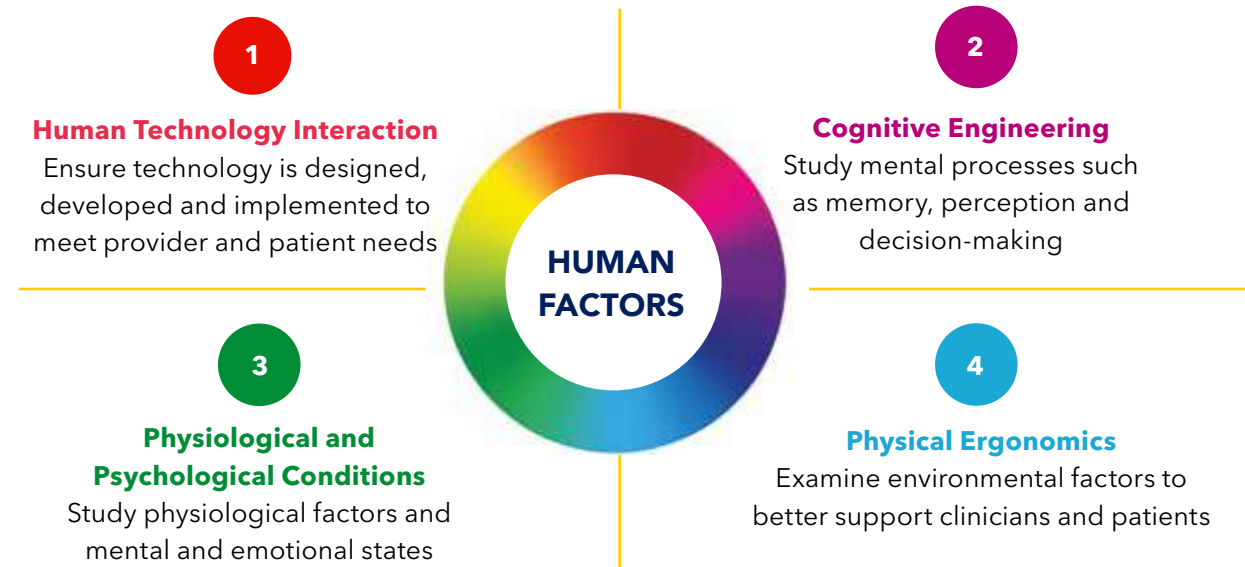 1
Human Technology Interaction
Ensure technology is designed,
developed and implemented to
meet provider and patient needs
2
Cognitive Engineering
Study mental processes such
as memory, perception and
decision-making
HUMAN
FACTORS
3
Physiological and
Psychological Conditions
Study physiological factors and
mental and emotional states
4
Physical Ergonomics
Examine environmental factors to
better support clinicians and patients